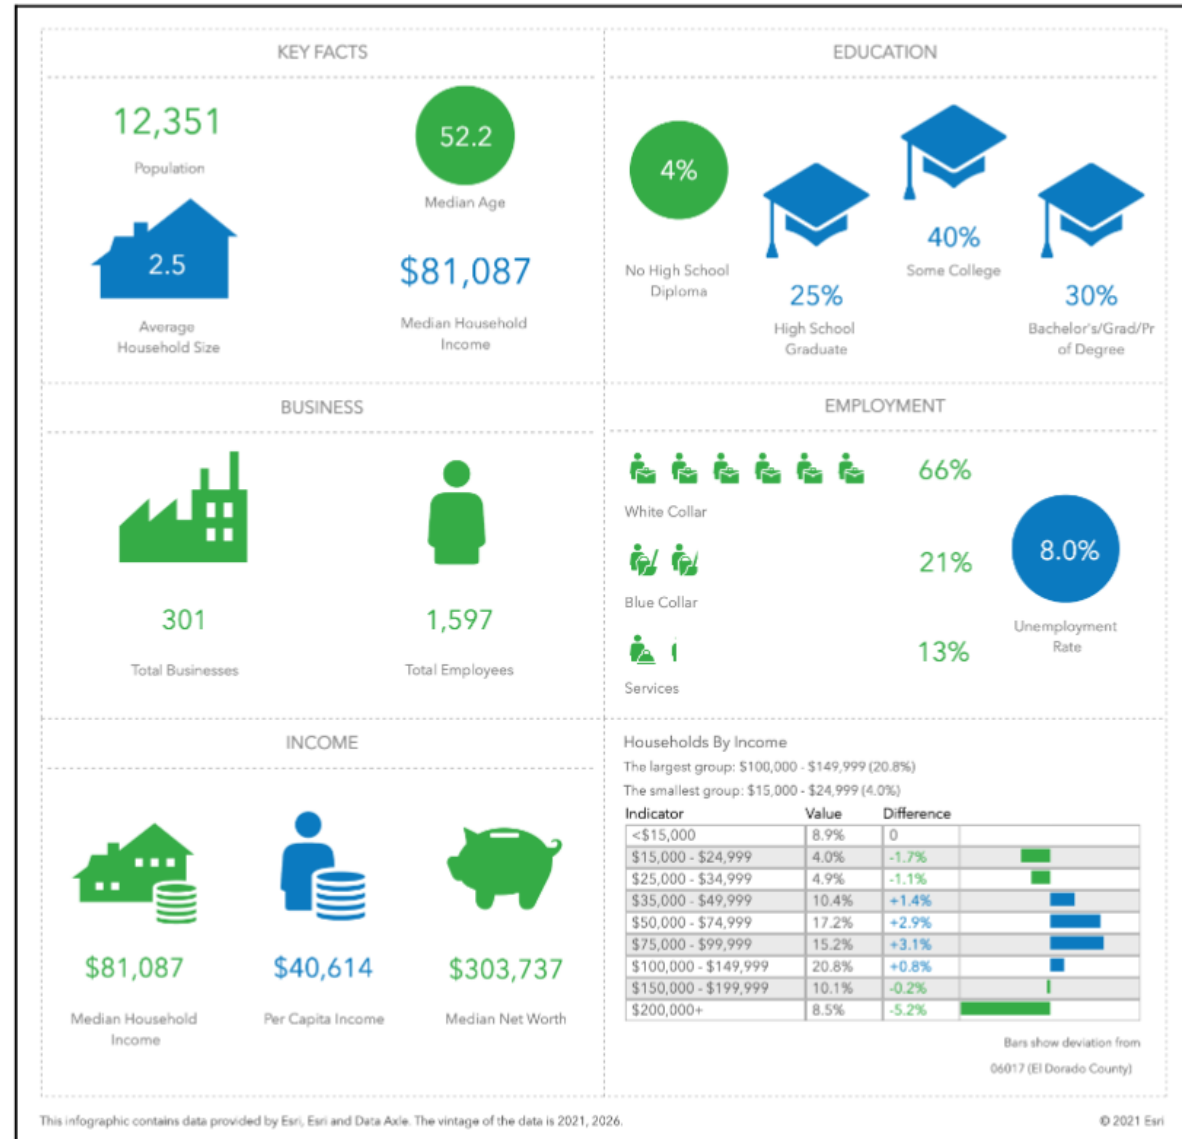 KEY FACTS
12,351
Population
52.2
Median Age
2.5
Average
Household Size
$81,087
Median Household
Income
EDUCATION
4%
No High School
Diploma
25%
High School
Graduate
40%
Some College
30%
Bachelor's/Grad/Pr
of Degree
BUSINESS
301
Total Businesses
1,597
Total Employees
EMPLOYMENT
66%
White Collar
21%
Blue Collar
13%
Services
8.0%
Unemployment
Rate
INCOME
$81,087
Median Household
Income
$40,614
Per Capita Income
$303,737
Median Net Worth
Households By Income
The largest group: $100,000 - $149,999 (20.8%)
The smallest group: $15,000 - $24,999 (4.0%)
Indicator Value Difference
<$15,000 8.9% 0
$15,000 - $24,999 4.0% -1.7%
$25,000 - $34,999 4.9% -1.1%
$35,000 - $49,999 10.4% +1.4%
$50,000 - $74,999 17.2% +2.9%
$75,000 - $99,999 15.2% +3.1%
$100,000 - $149,999 20.8% +0.8%
$150,000 - $199,999 10.1% -0.2%
$200,000+ 8.5% -5.2%
Bars show deviation from
06017 (El Dorado County)
This infographic contains data provided by Esri, Esri and Data Axle. The vintage of the data is 2021, 2026.
© 2021 Esri